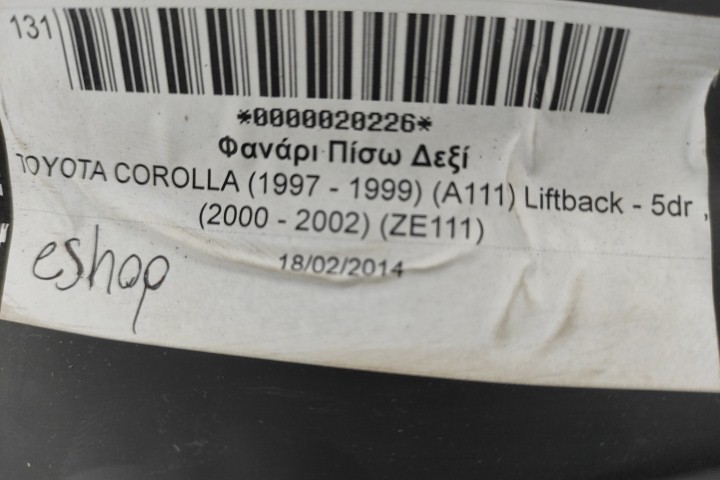 131
*0000020226*
Φανάρι Πίσω Δεξί
TOYOTA COROLLA (1997 - 1999) (A111) Liftback - 5dr ,
(2000 - 2002) (ZE111)
18/02/2014
eshop